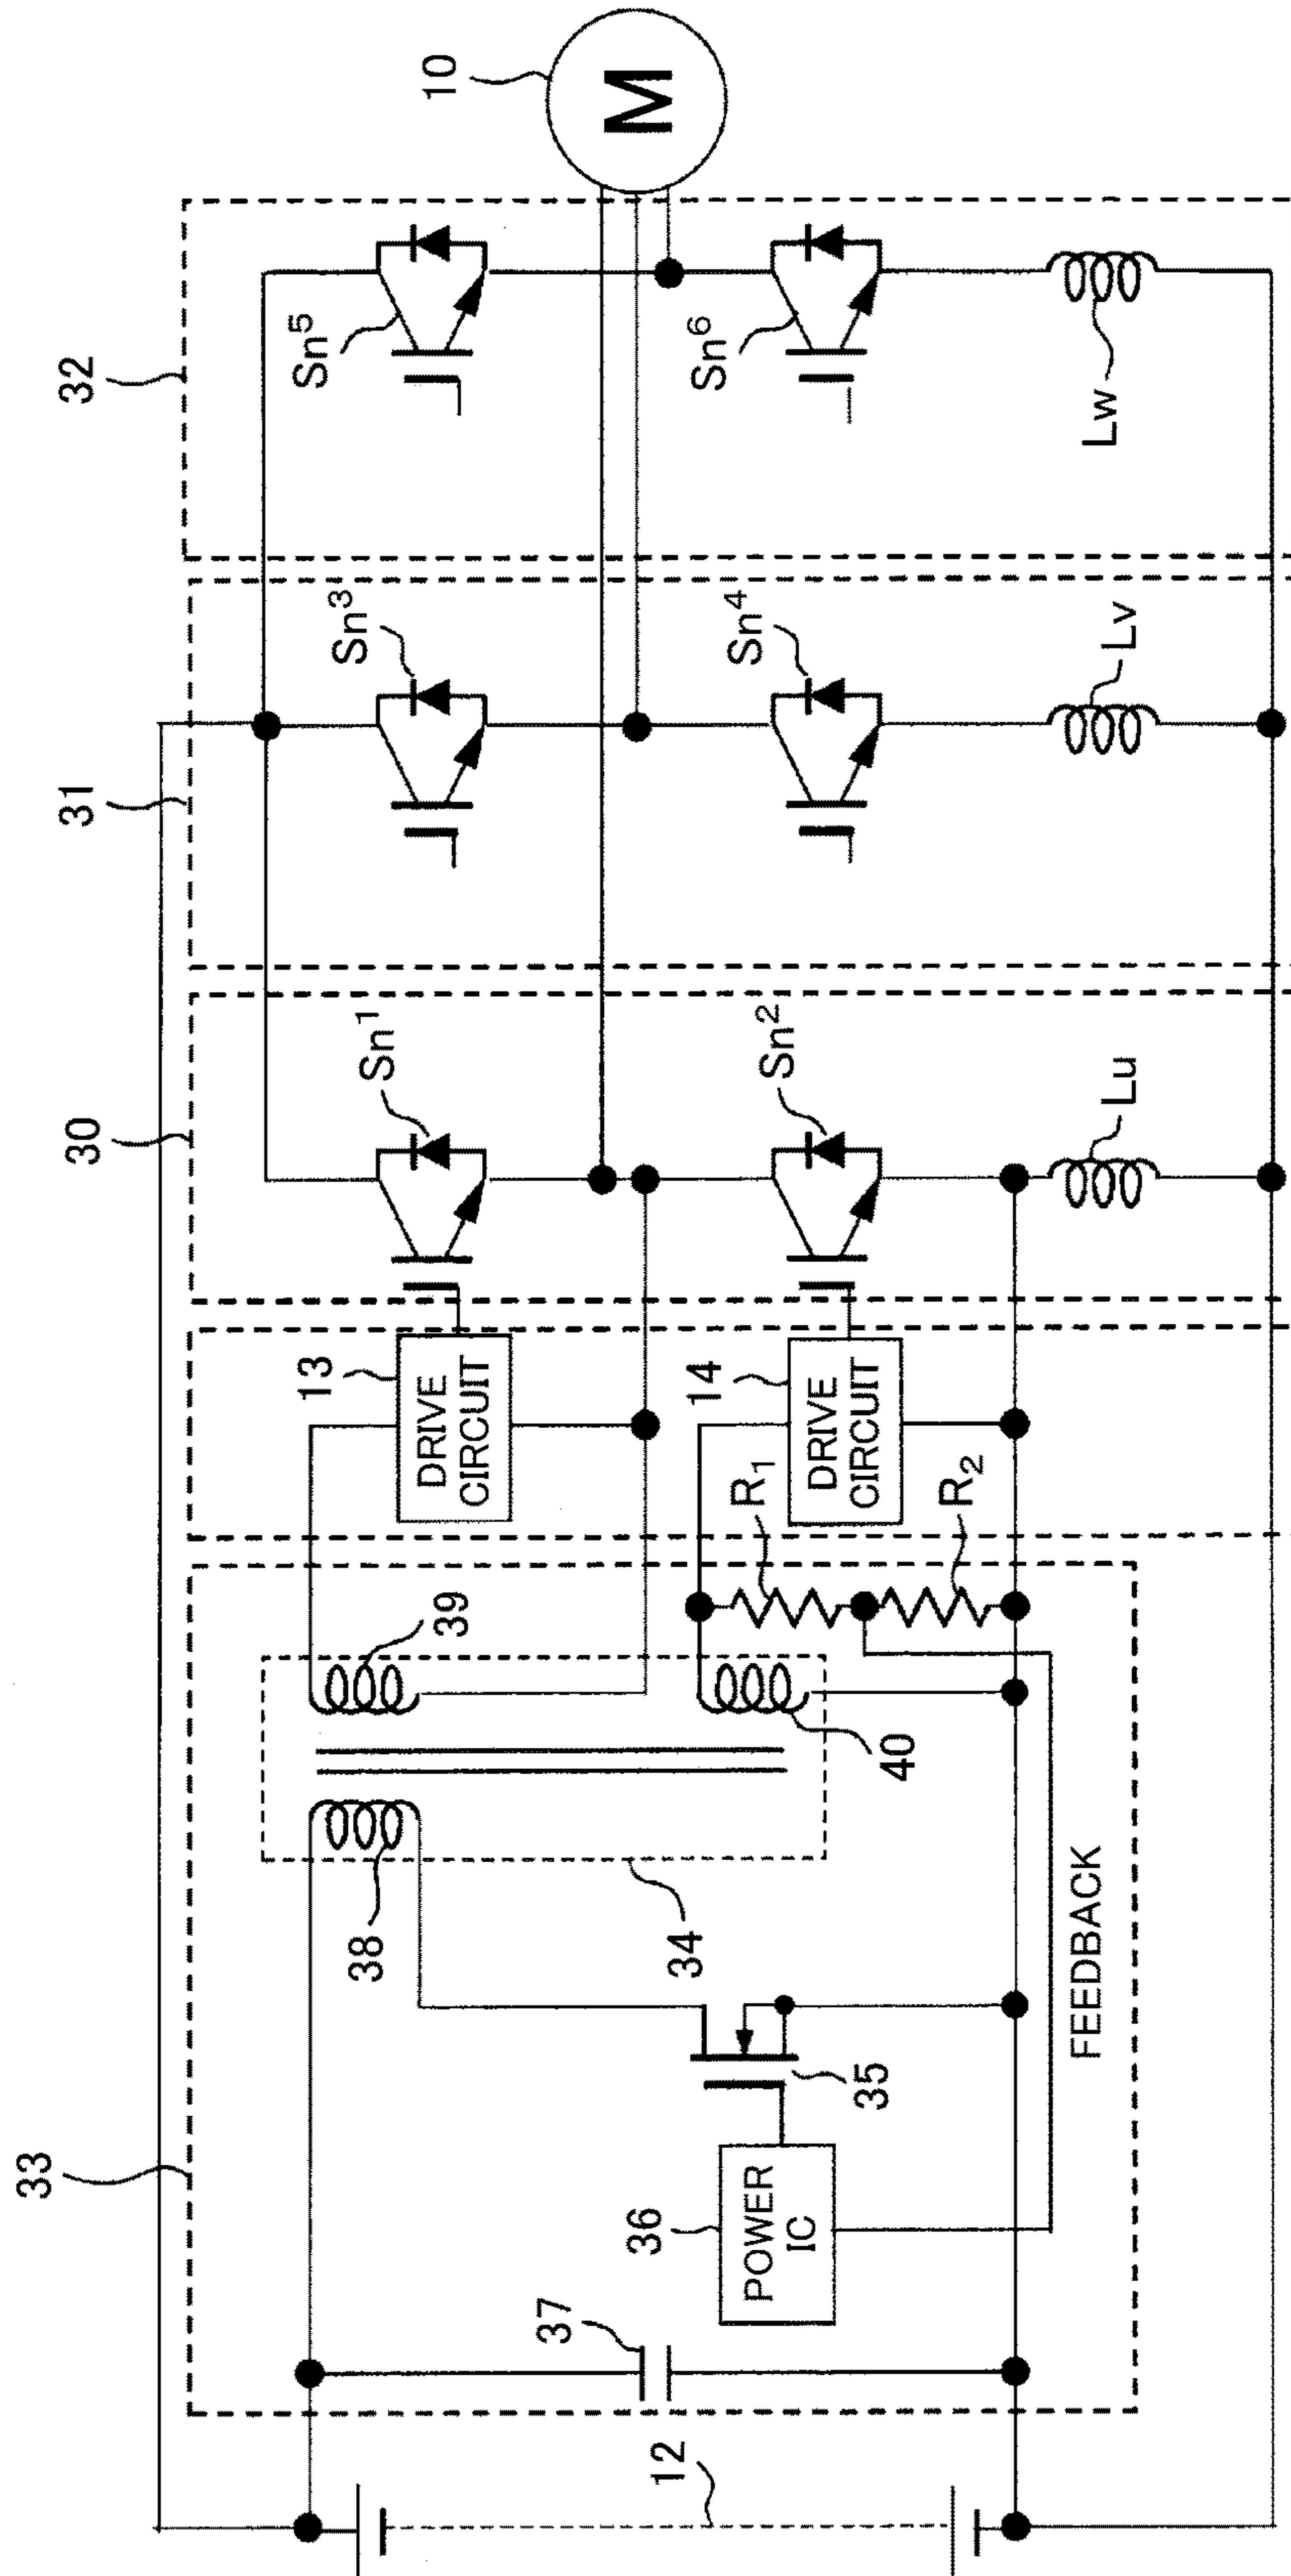 33
30
31
32
10
M
Sn1
Sn3
Sn5
13
DRIVE
CIRCUIT
39
38
34
37
12
36
POWER
IC
35
40
R1
14
DRIVE
CIRCUIT
R2
Sn2
Sn4
Sn6
Lu
Lv
Lw
FEEDBACK